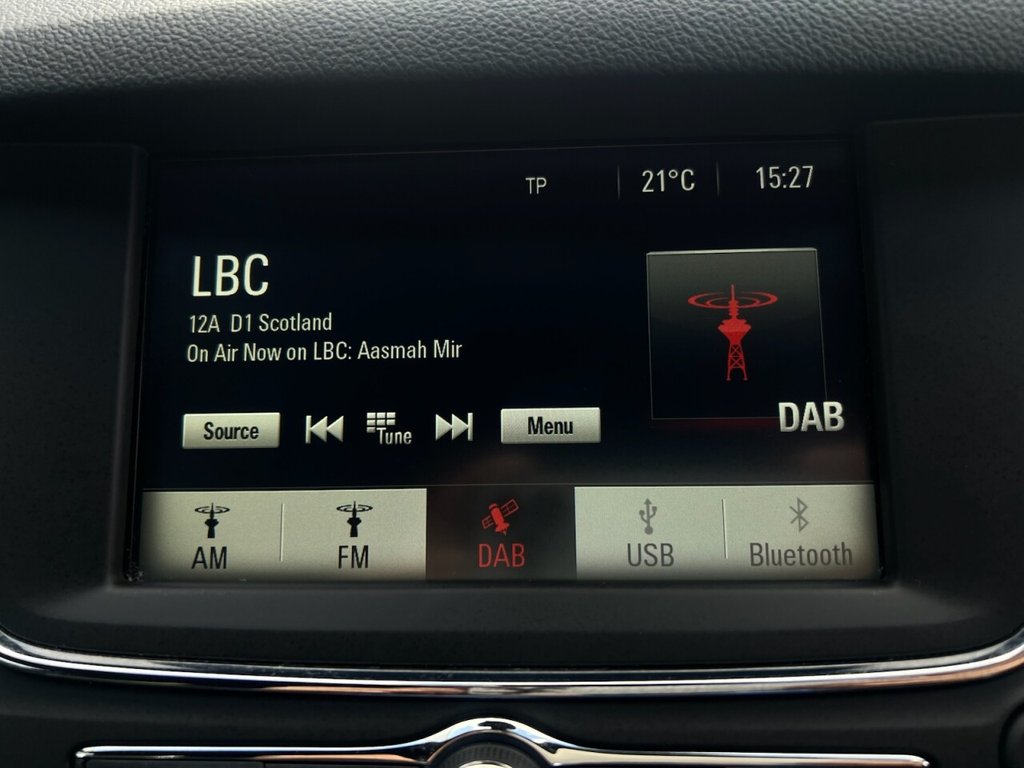 TP 21°C 15:27
LBC
12A D1 Scotland
On Air Now on LBC: Aasmah Mir
DAB
Source Tune Menu
AM FM DAB USB Bluetooth